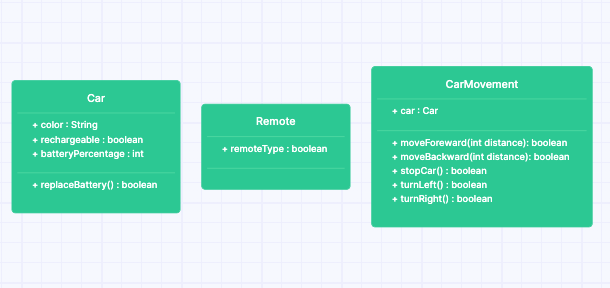 Car
+ color : String
+ rechargeable : boolean
+ batteryPercentage : int
+ replaceBattery() : boolean
Remote
+ remoteType : boolean
CarMovement
+ car : Car
+ moveForeward(int distance): boolean
+ moveBackward(int distance): boolean
+ stopCar() : boolean
+ turnLeft() : boolean
+ turnRight() : boolean